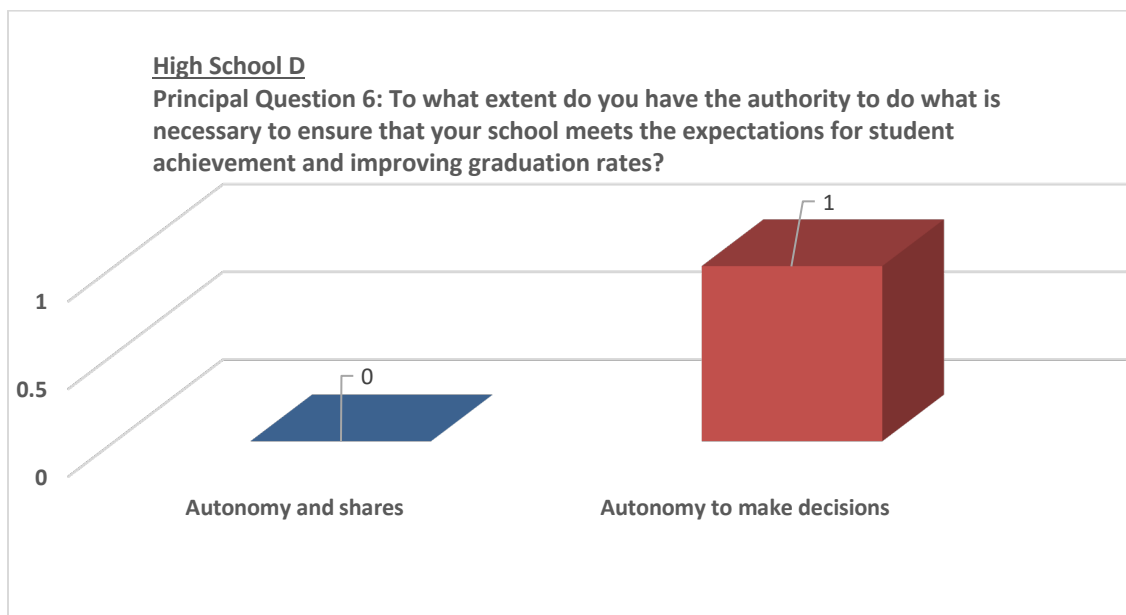 High School D
Principal Question 6: To what extent do you have the authority to do what is
necessary to ensure that your school meets the expectations for student
achievement and improving graduation rates?
1
1
0.5
0
0
Autonomy and shares
Autonomy to make decisions